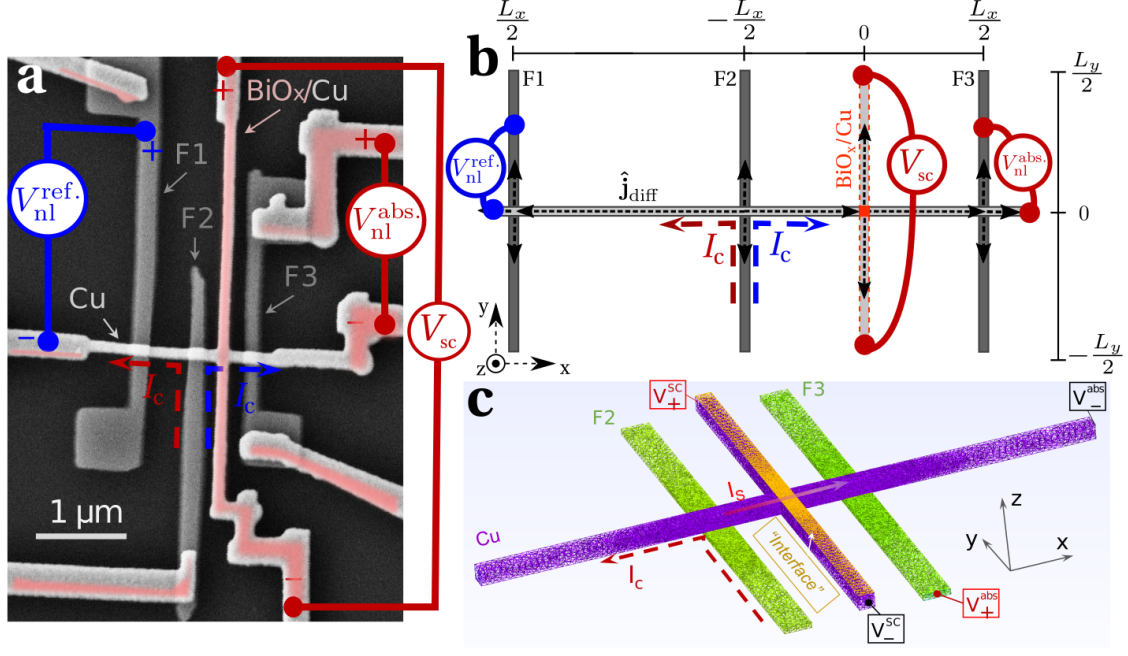 a
+
BiOx/Cu
+
+
F1
V_nl^ref.
V_nl^abs.
F2
F3
Cu
−
−
V_sc
I_c
I_c
1 µm
−
b
L_x/2
−L_x/2
0
L_x/2
F1
F2
F3
L_y/2
V_nl^ref.
ĵ_diff
BiO_x/Cu
V_sc
V_nl^abs.
0
I_c
I_c
y
z
x
−L_y/2
c
V_+^SC
F3
V_−^abs
F2
I_s
Cu
"Interface"
z
y
x
I_c
V_+^abs
V_−^SC